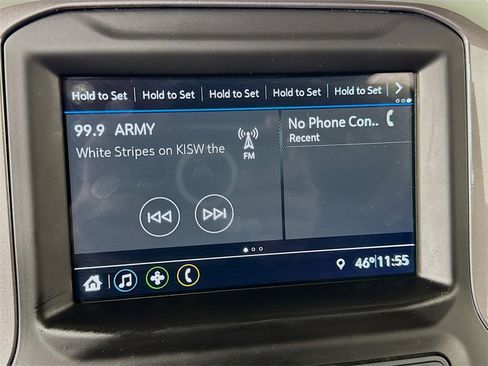 Hold to Set Hold to Set Hold to Set Hold to Set Hold to Set
99.9 ARMY
White Stripes on KISW the
FM
No Phone Con..
Recent
46° 11:55